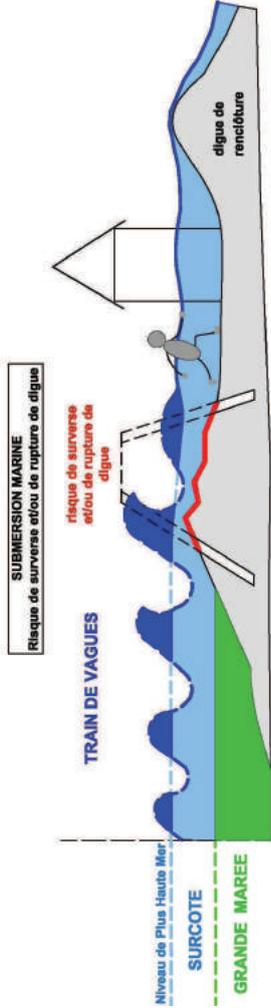 SUBMERSION MARINE
Risque de surverse et/ou de rupture de digue
risque de surverse
et/ou de rupture de
digue
TRAIN DE VAGUES
Niveau de Plus Haute Mer
SURCOTE
GRANDE MAREE
digue de
renclôture